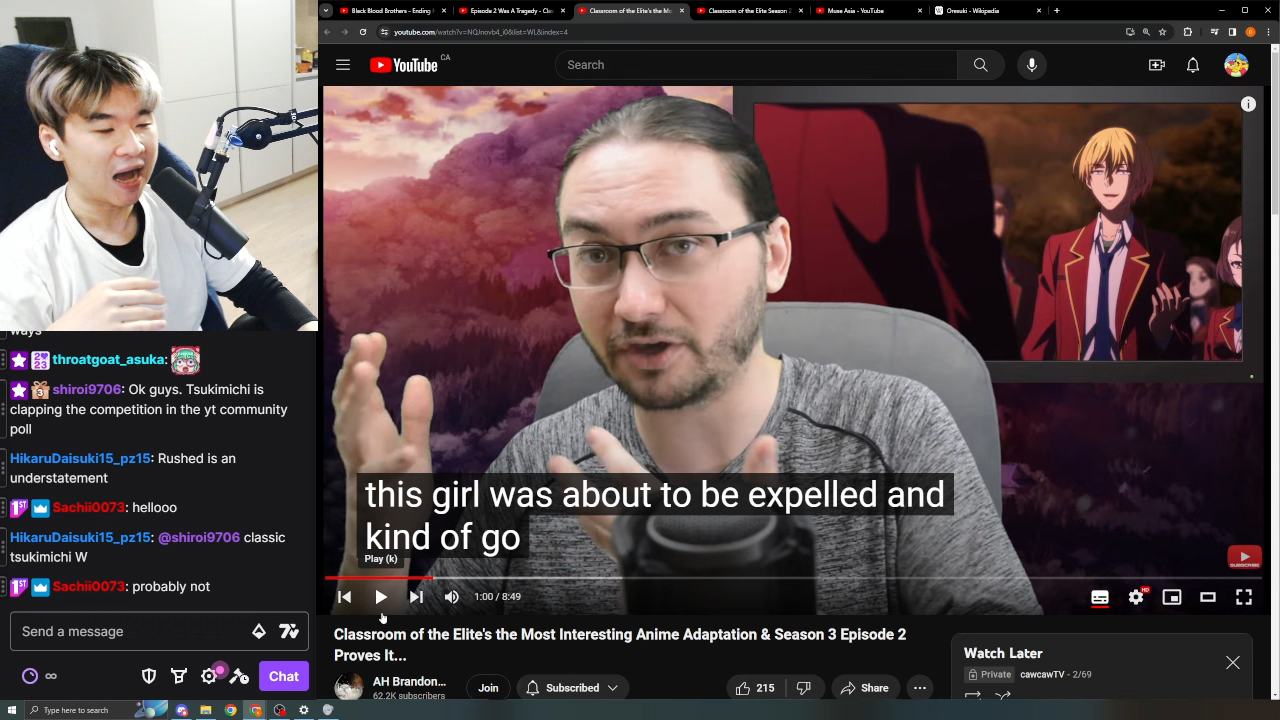 Black Blood Brothers - Ending
Episode 2 Was A Tragedy - Cla
Classroom of the Elite's the Mo
Classroom of the Elite Season
Muse Asia - YouTube
Oresuki - Wikipedia
youtube.com/watch?v=NQJnovb4_i0&list=WL&index=4
YouTube CA
Search
this girl was about to be expelled and
kind of go
Play (k)
1:00 / 8:49
HD
SUBSCRIBE
Classroom of the Elite's the Most Interesting Anime Adaptation & Season 3 Episode 2
Proves It...
AH Brandon...
62.2K subscribers
Join
Subscribed
215
Share
Watch Later
Private
cawcawTV - 2/69
ways
throatgoat_asuka:
shiroi9706: Ok guys. Tsukimichi is
clapping the competition in the yt community
poll
HikaruDaisuki15_pz15: Rushed is an
understatement
1ST Sachii0073: hellooo
HikaruDaisuki15_pz15: @shiroi9706 classic
tsukimichi W
1ST Sachii0073: probably not
Send a message
Chat
Type here to search